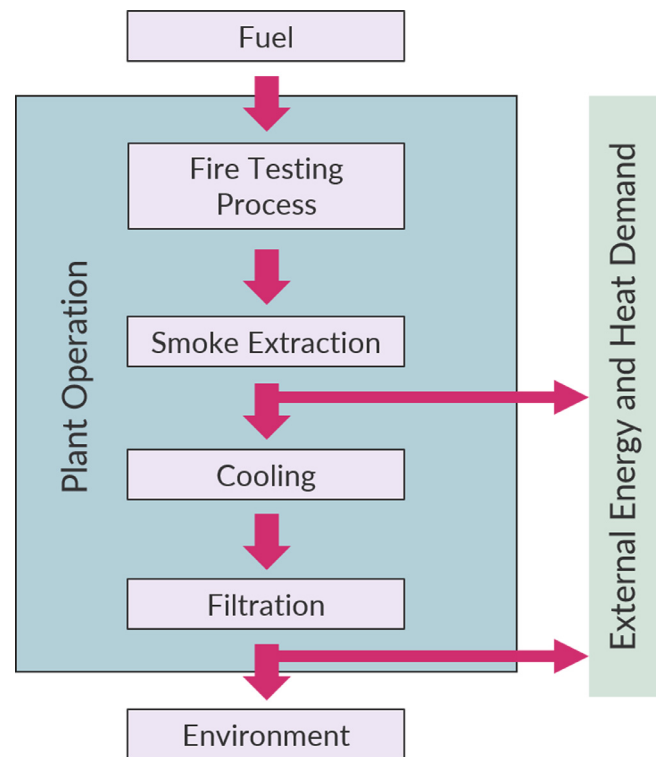 Fuel
Fire Testing
Process
Plant Operation
Smoke Extraction
Cooling
Filtration
Environment
External Energy and Heat Demand